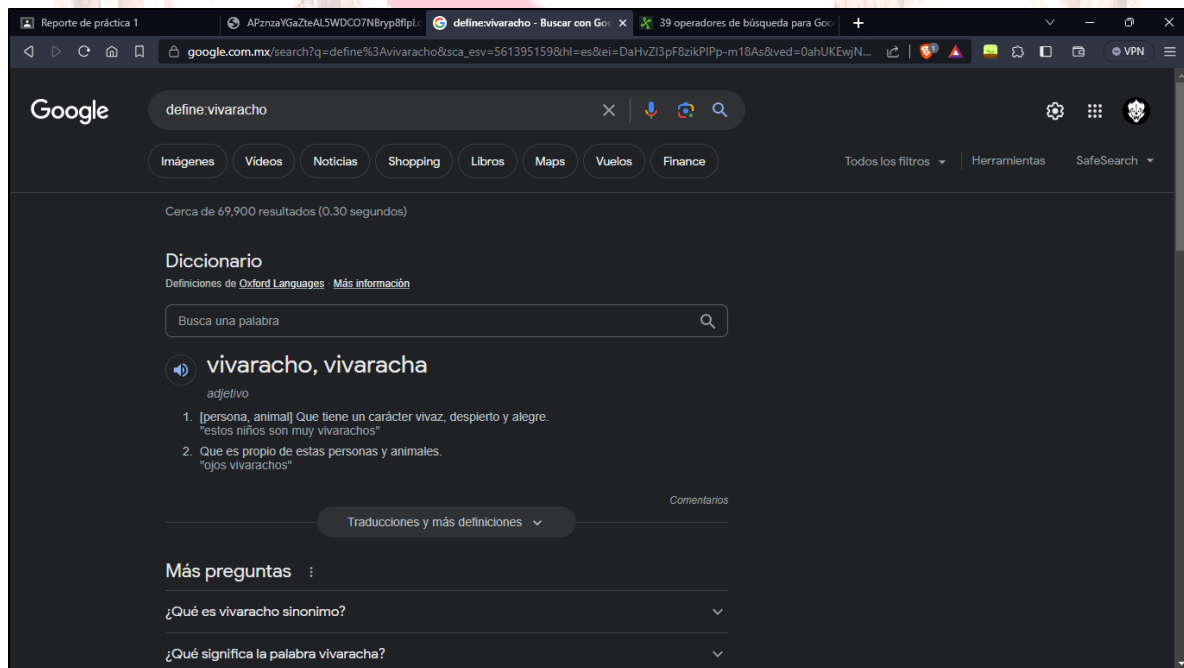 Reporte de práctica 1
APznzaYGaZteAL5WDCO7NBryp8flpLc
define:vivaracho - Buscar con Goo
39 operadores de búsqueda para Goo
google.com.mx/search?q=define%3Avivaracho&sca_esv=561395159&hl=es&ei=DaHvZI3pF8zikPIPp-m18As&ved=0ahUKEwjN...
VPN
Google
define:vivaracho
Imágenes
Vídeos
Noticias
Shopping
Libros
Maps
Vuelos
Finance
Todos los filtros
Herramientas
SafeSearch
Cerca de 69,900 resultados (0.30 segundos)
Diccionario
Definiciones de Oxford Languages · Más información
Busca una palabra
vivaracho, vivaracha
adjetivo
1. [persona, animal] Que tiene un carácter vivaz, despierto y alegre.
"estos niños son muy vivarachos"
2. Que es propio de estas personas y animales.
"ojos vivarachos"
Comentarios
Traducciones y más definiciones
Más preguntas
¿Qué es vivaracho sinonimo?
¿Qué significa la palabra vivaracha?